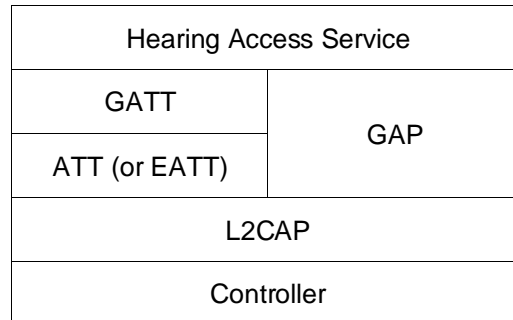 Hearing Access Service
GATT
GAP
ATT (or EATT)
L2CAP
Controller